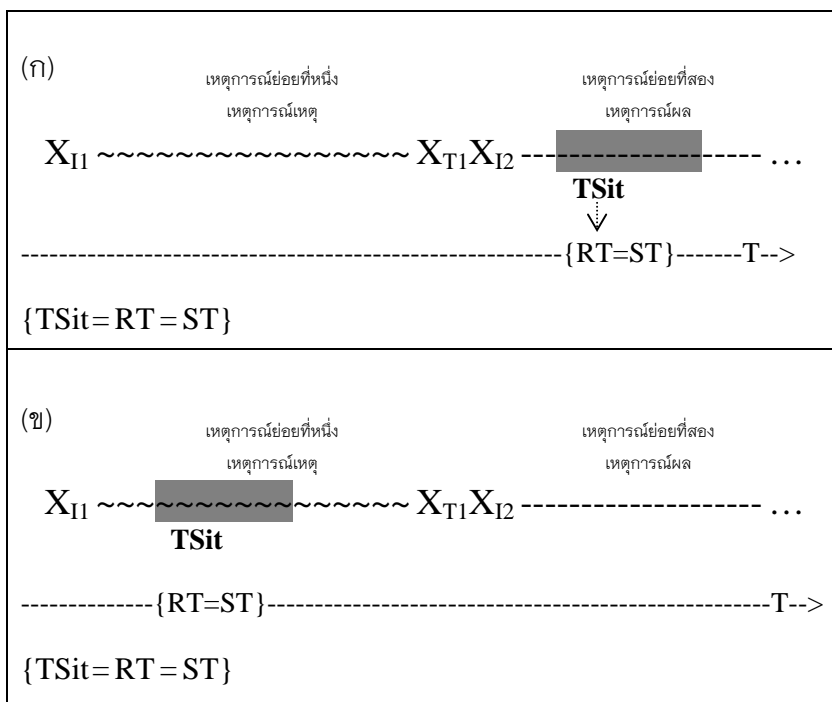 (ก)
เหตุการณ์ย่อยที่หนึ่ง เหตุการณ์ย่อยที่สอง
เหตุการณ์เหตุ เหตุการณ์ผล
X_I1 ~~~~~~~~~~~~~~~~ X_T1X_I2 ------------------- …
TSit
-----------------------------------------------------------{RT=ST}-------T-->
{TSit=RT=ST}
(ข)
เหตุการณ์ย่อยที่หนึ่ง เหตุการณ์ย่อยที่สอง
เหตุการณ์เหตุ เหตุการณ์ผล
X_I1 ~~~~~~~~~~~~~~~~ X_T1X_I2 ------------------- …
TSit
--------------{RT=ST}------------------------------------------------------T-->
{TSit=RT=ST}